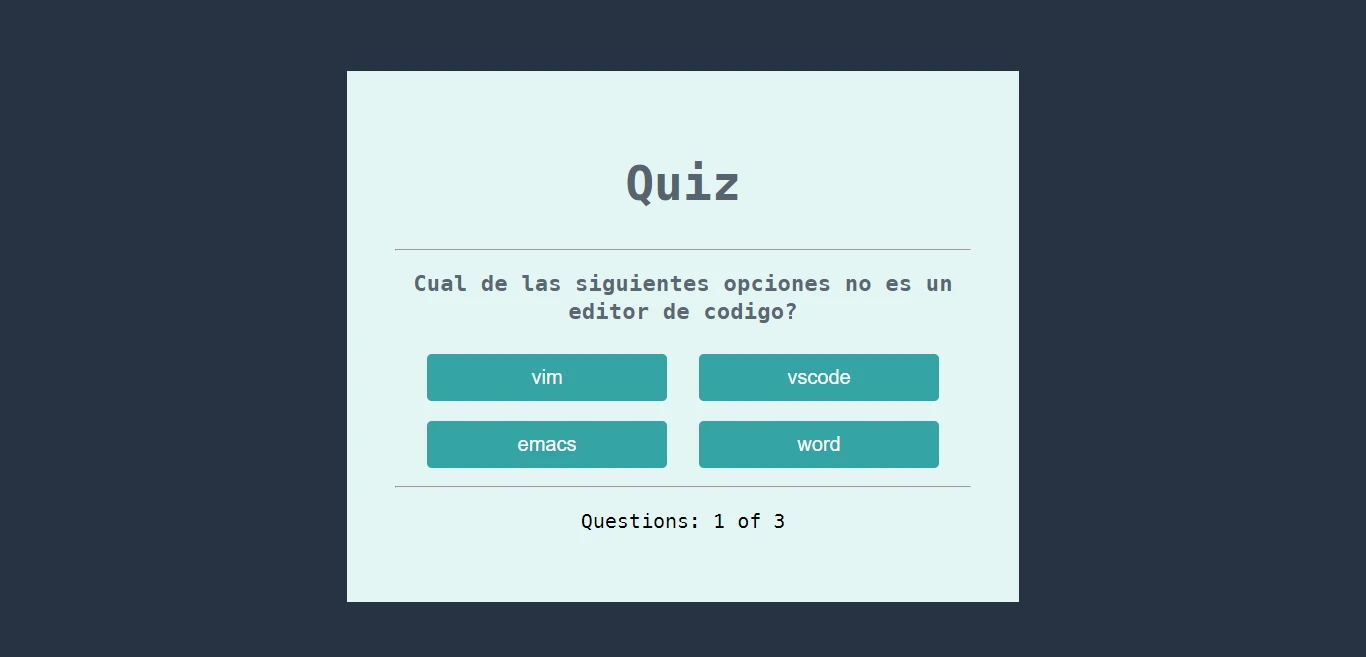 Quiz
Cual de las siguientes opciones no es un
editor de codigo?
vim
vscode
emacs
word
Questions: 1 of 3